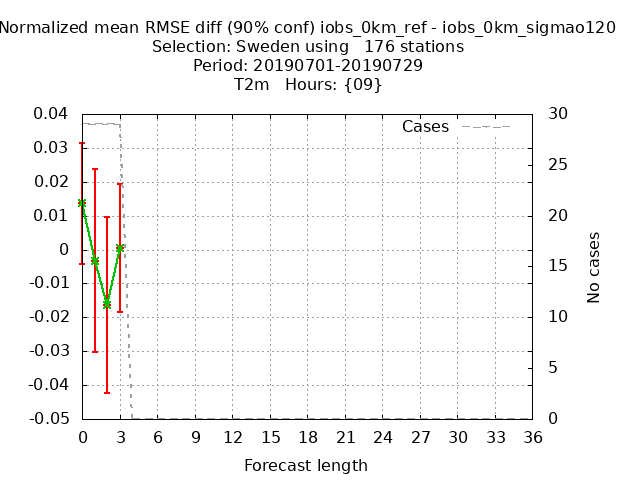 Normalized mean RMSE diff (90% conf) iobs_0km_ref - iobs_0km_sigmao120
Selection: Sweden using 176 stations
Period: 20190701-20190729
T2m Hours: {09}
Cases
0.04
0.03
0.02
0.01
0
-0.01
-0.02
-0.03
-0.04
-0.05
30
25
20
15
10
5
0
No cases
0 3 6 9 12 15 18 21 24 27 30 33 36
Forecast length